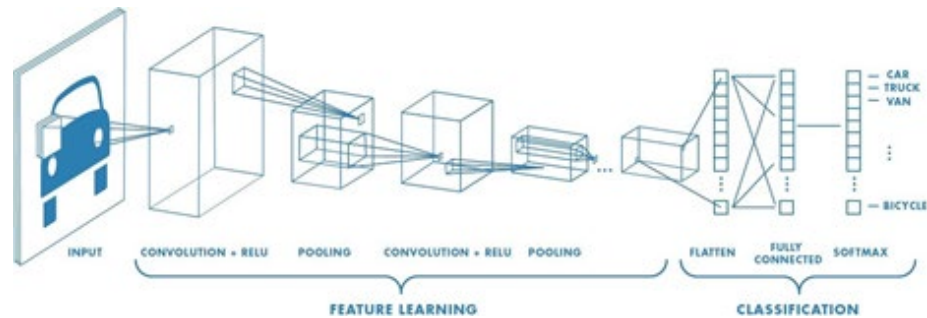 CAR
TRUCK
VAN
BICYCLE
INPUT
CONVOLUTION + RELU
POOLING
CONVOLUTION + RELU
POOLING
FLATTEN
FULLY
CONNECTED
SOFTMAX
FEATURE LEARNING
CLASSIFICATION